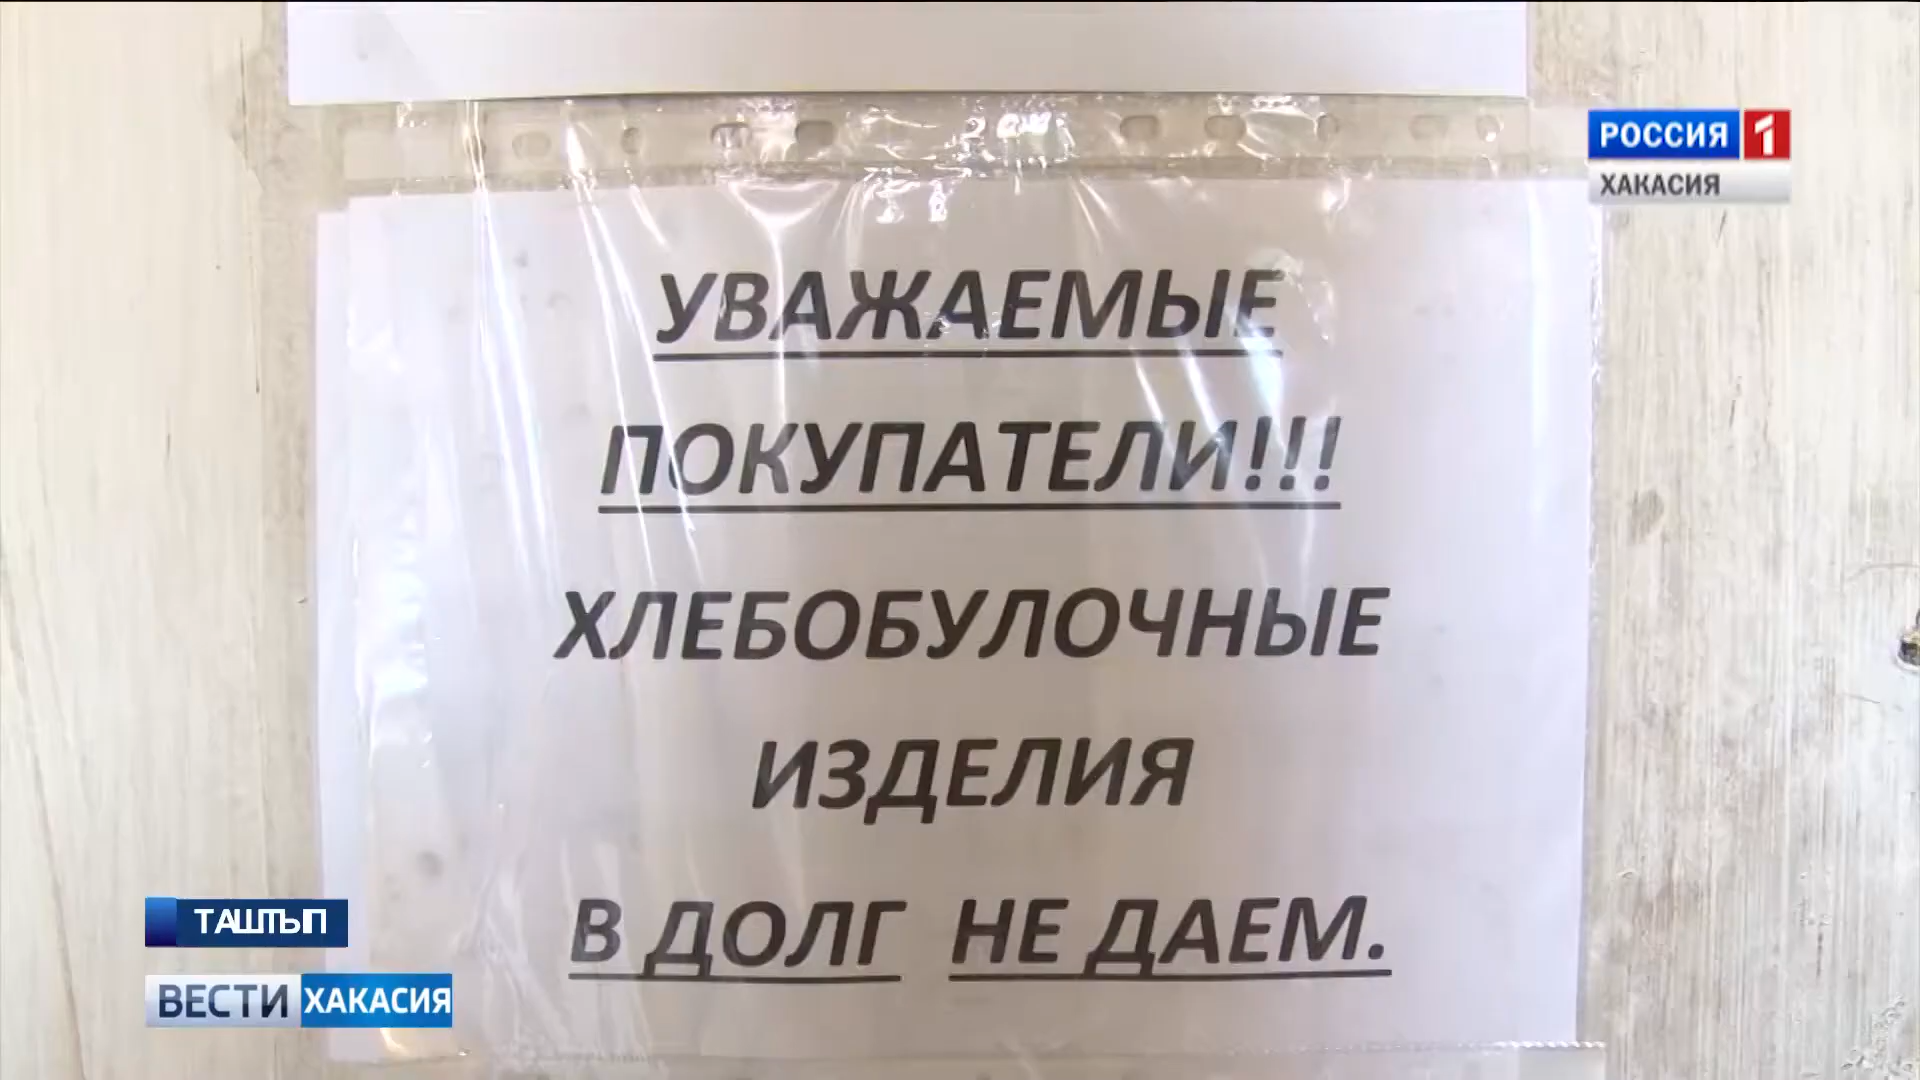 РОССИЯ 1
ХАКАСИЯ
УВАЖАЕМЫЕ
ПОКУПАТЕЛИ!!!
ХЛЕБОБУЛОЧНЫЕ
ИЗДЕЛИЯ
В ДОЛГ НЕ ДАЕМ.
ТАШТЫП
ВЕСТИ ХАКАСИЯ